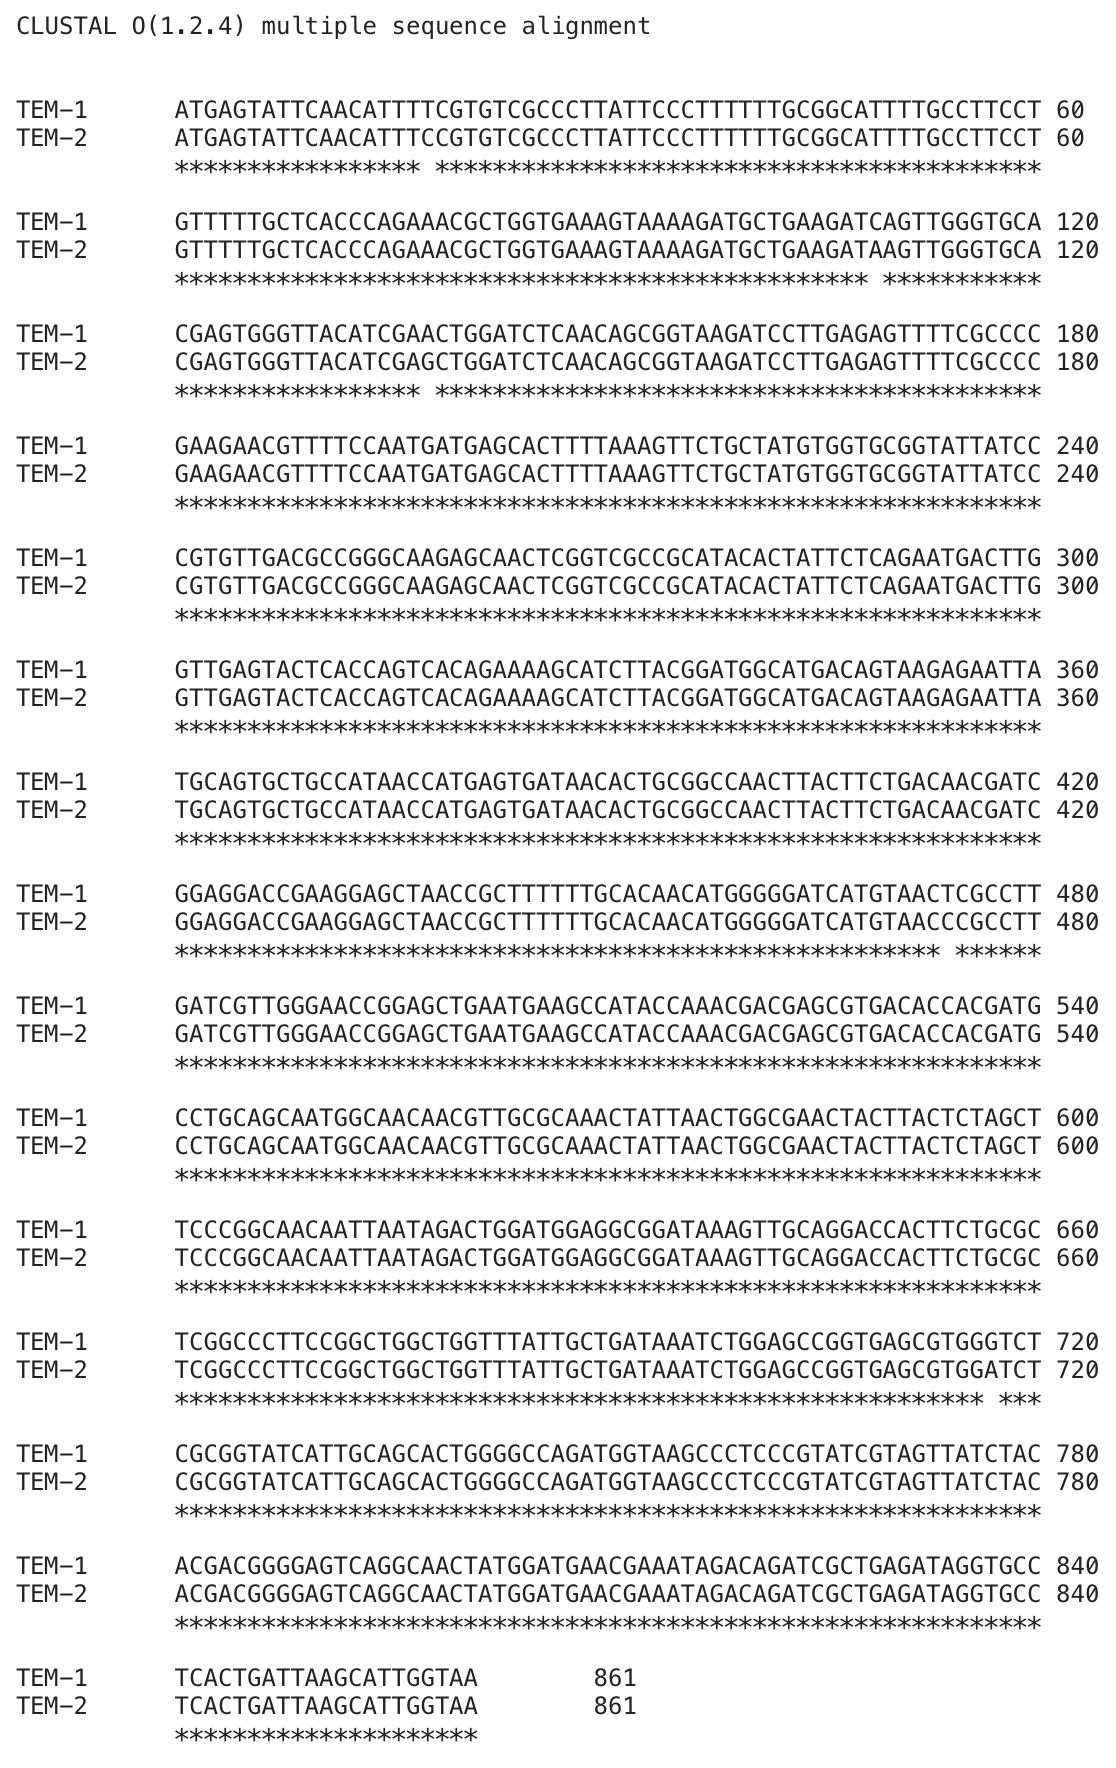 CLUSTAL O(1.2.4) multiple sequence alignment
TEM-1 ATGAGTATTCAACATTTTCGTGTCGCCCTTATTCCCTTTTTTGCGGCATTTTGCCTTCCT 60
TEM-2 ATGAGTATTCAACATTTCCGTGTCGCCCTTATTCCCTTTTTTGCGGCATTTTGCCTTCCT 60
***************** ******************************************
TEM-1 GTTTTTGCTCACCCAGAAACGCTGGTGAAAGTAAAAGATGCTGAAGATCAGTTGGGTGCA 120
TEM-2 GTTTTTGCTCACCCAGAAACGCTGGTGAAAGTAAAAGATGCTGAAGATAAGTTGGGTGCA 120
************************************************ ***********
TEM-1 CGAGTGGGTTACATCGAACTGGATCTCAACAGCGGTAAGATCCTTGAGAGTTTTCGCCCC 180
TEM-2 CGAGTGGGTTACATCGAGCTGGATCTCAACAGCGGTAAGATCCTTGAGAGTTTTCGCCCC 180
***************** ******************************************
TEM-1 GAAGAACGTTTTCCAATGATGAGCACTTTTAAAGTTCTGCTATGTGGTGCGGTATTATCC 240
TEM-2 GAAGAACGTTTTCCAATGATGAGCACTTTTAAAGTTCTGCTATGTGGTGCGGTATTATCC 240
************************************************************
TEM-1 CGTGTTGACGCCGGGCAAGAGCAACTCGGTCGCCGCATACACTATTCTCAGAATGACTTG 300
TEM-2 CGTGTTGACGCCGGGCAAGAGCAACTCGGTCGCCGCATACACTATTCTCAGAATGACTTG 300
************************************************************
TEM-1 GTTGAGTACTCACCAGTCACAGAAAAGCATCTTACGGATGGCATGACAGTAAGAGAATTA 360
TEM-2 GTTGAGTACTCACCAGTCACAGAAAAGCATCTTACGGATGGCATGACAGTAAGAGAATTA 360
************************************************************
TEM-1 TGCAGTGCTGCCATAACCATGAGTGATAACACTGCGGCCAACTTACTTCTGACAACGATC 420
TEM-2 TGCAGTGCTGCCATAACCATGAGTGATAACACTGCGGCCAACTTACTTCTGACAACGATC 420
************************************************************
TEM-1 GGAGGACCGAAGGAGCTAACCGCTTTTTTGCACAACATGGGGGATCATGTAACTCGCCTT 480
TEM-2 GGAGGACCGAAGGAGCTAACCGCTTTTTTGCACAACATGGGGGATCATGTAACCCGCCTT 480
***************************************************** ******
TEM-1 GATCGTTGGGAACCGGAGCTGAATGAAGCCATACCAAACGACGAGCGTGACACCACGATG 540
TEM-2 GATCGTTGGGAACCGGAGCTGAATGAAGCCATACCAAACGACGAGCGTGACACCACGATG 540
************************************************************
TEM-1 CCTGCAGCAATGGCAACAACGTTGCGCAAACTATTAACTGGCGAACTACTTACTCTAGCT 600
TEM-2 CCTGCAGCAATGGCAACAACGTTGCGCAAACTATTAACTGGCGAACTACTTACTCTAGCT 600
************************************************************
TEM-1 TCCCGGCAACAATTAATAGACTGGATGGAGGCGGATAAAGTTGCAGGACCACTTCTGCGC 660
TEM-2 TCCCGGCAACAATTAATAGACTGGATGGAGGCGGATAAAGTTGCAGGACCACTTCTGCGC 660
************************************************************
TEM-1 TCGGCCCTTCCGGCTGGCTGGTTTATTGCTGATAAATCTGGAGCCGGTGAGCGTGGGTCT 720
TEM-2 TCGGCCCTTCCGGCTGGCTGGTTTATTGCTGATAAATCTGGAGCCGGTGAGCGTGGATCT 720
******************************************************** ***
TEM-1 CGCGGTATCATTGCAGCACTGGGGCCAGATGGTAAGCCCTCCCGTATCGTAGTTATCTAC 780
TEM-2 CGCGGTATCATTGCAGCACTGGGGCCAGATGGTAAGCCCTCCCGTATCGTAGTTATCTAC 780
************************************************************
TEM-1 ACGACGGGGAGTCAGGCAACTATGGATGAACGAAATAGACAGATCGCTGAGATAGGTGCC 840
TEM-2 ACGACGGGGAGTCAGGCAACTATGGATGAACGAAATAGACAGATCGCTGAGATAGGTGCC 840
************************************************************
TEM-1 TCACTGATTAAGCATTGGTAA 861
TEM-2 TCACTGATTAAGCATTGGTAA 861
*********************